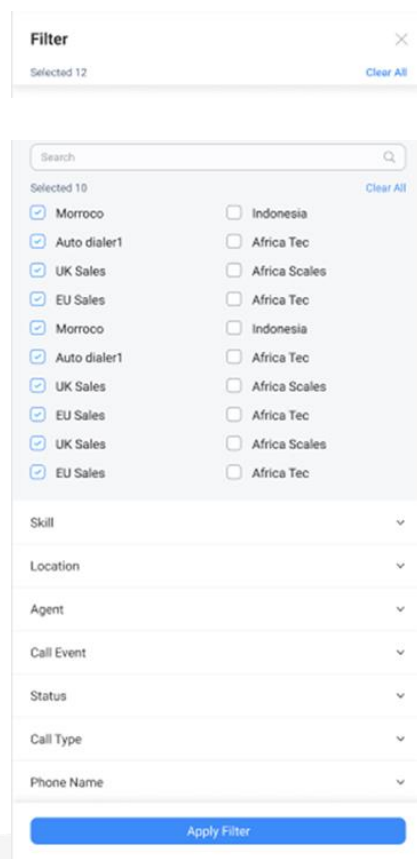 Filter
Selected 12 Clear All
Search
Selected 10 Clear All
Morroco Indonesia
Auto dialer1 Africa Tec
UK Sales Africa Scales
EU Sales Africa Tec
Morroco Indonesia
Auto dialer1 Africa Tec
UK Sales Africa Scales
EU Sales Africa Tec
UK Sales Africa Scales
EU Sales Africa Tec
Skill
Location
Agent
Call Event
Status
Call Type
Phone Name
Apply Filter